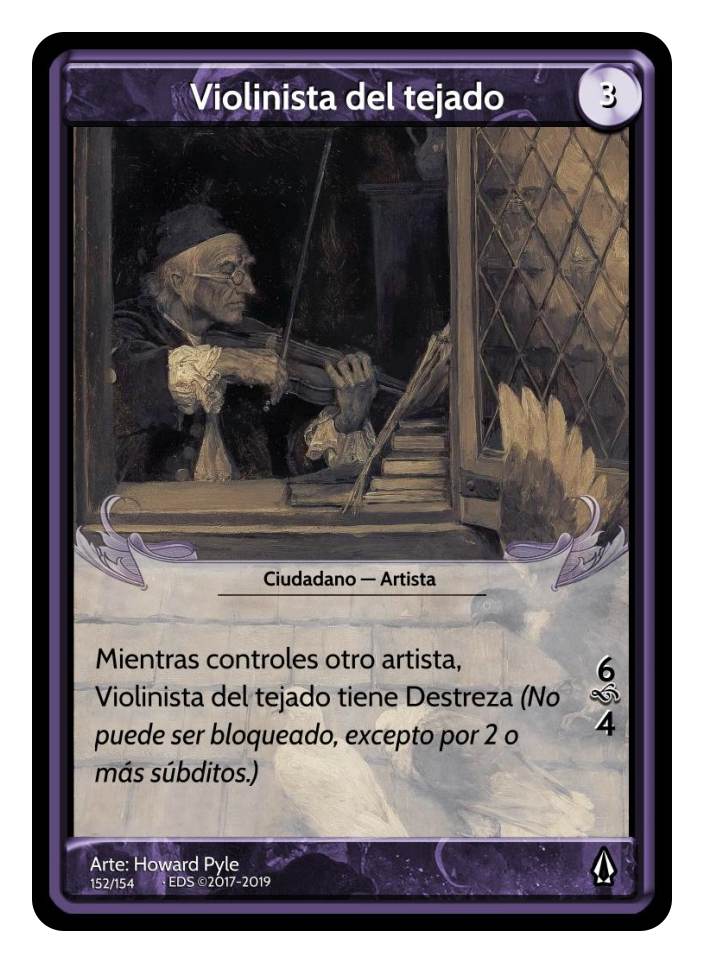 Violinista del tejado
3
Ciudadano — Artista
Mientras controles otro artista,
Violinista del tejado tiene Destreza (No
puede ser bloqueado, excepto por 2 o
más súbditos.)
6
4
Arte: Howard Pyle
152/154 · EDS ©2017-2019